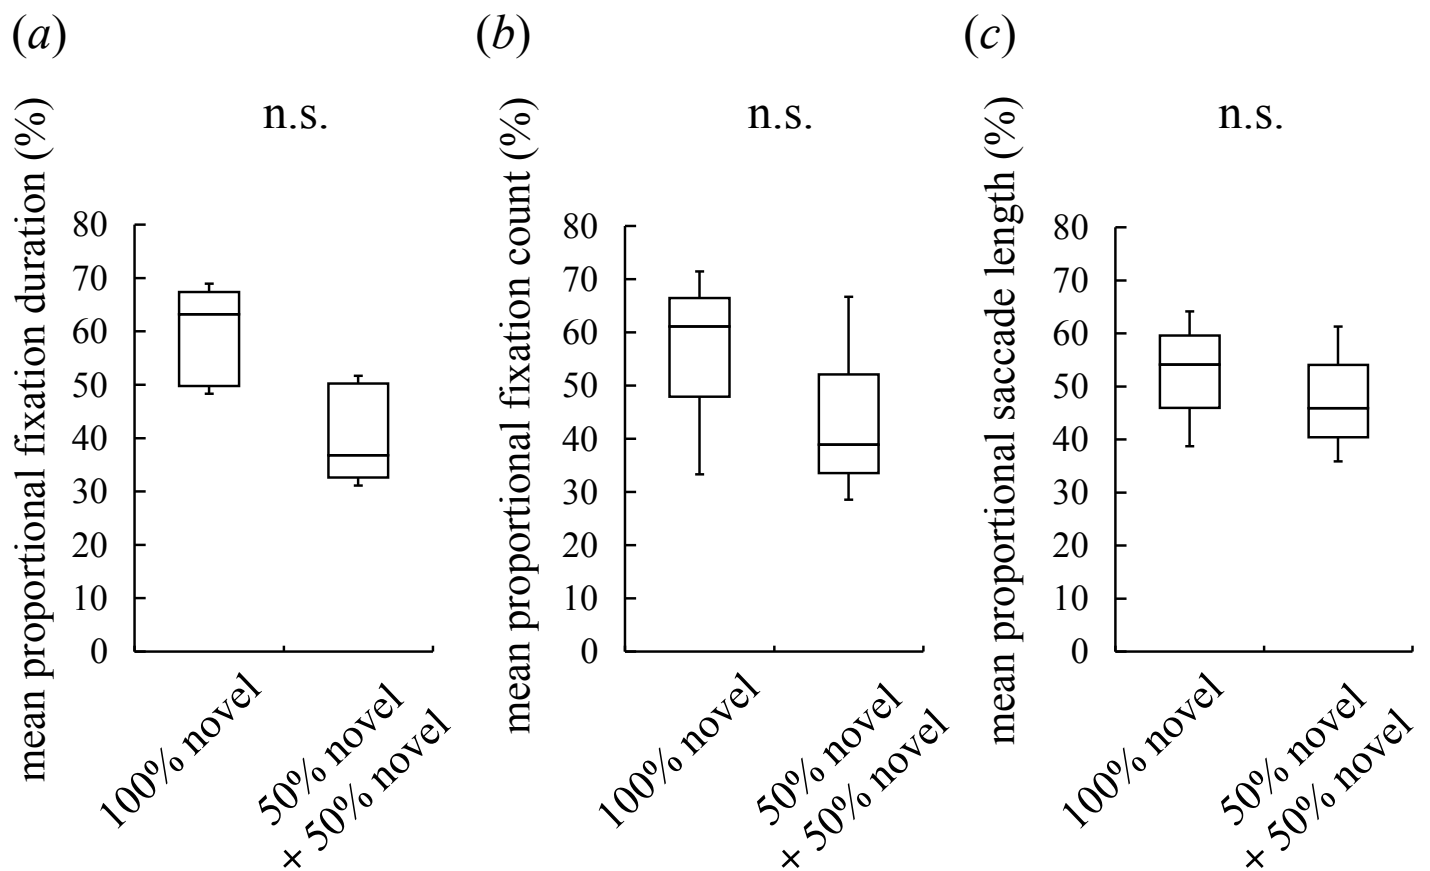 (a)
n.s.
mean proportional fixation duration (%)
80
70
60
50
40
30
20
10
0
100% novel
50% novel
+ 50% novel
(b)
n.s.
mean proportional fixation count (%)
80
70
60
50
40
30
20
10
0
100% novel
50% novel
+ 50% novel
(c)
n.s.
mean proportional saccade length (%)
80
70
60
50
40
30
20
10
0
100% novel
50% novel
+ 50% novel